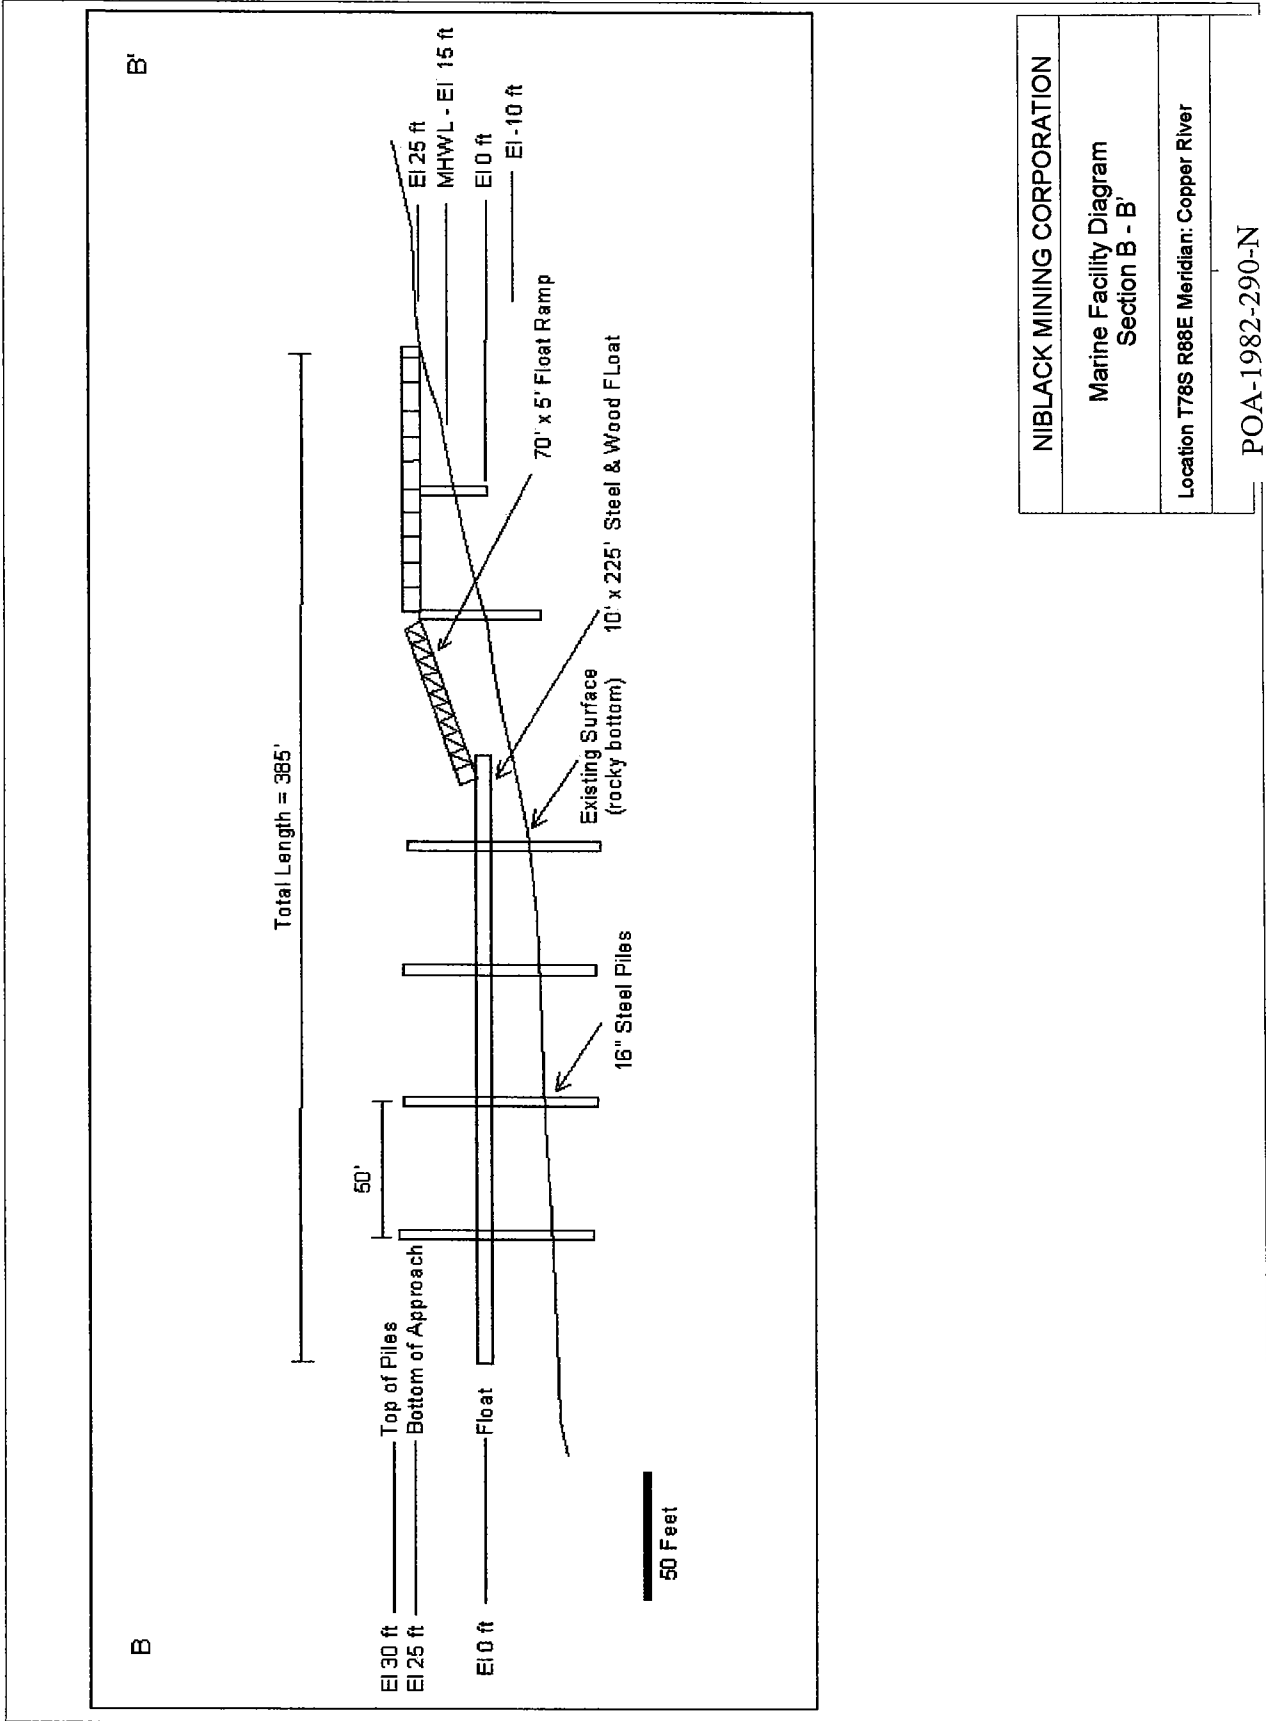 B
B'
Total Length = 385'
50'
El 30 ft
Top of Piles
El 25 ft
Bottom of Approach
El 0 ft
Float
El 25 ft
MHWL - El 15 ft
El 0 ft
El -10 ft
70' x 5' Float Ramp
10' x 225' Steel & Wood FLoat
Existing Surface
(rocky bottom)
16" Steel Piles
50 Feet
NIBLACK MINING CORPORATION
Marine Facility Diagram
Section B - B'
Location T78S R88E Meridian: Copper River
POA-1982-290-N